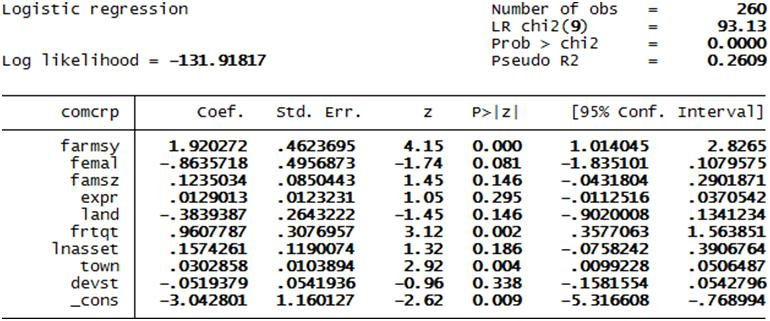 Logistic regression Number of obs = 260
LR chi2(9) = 93.13
Prob > chi2 = 0.0000
Log likelihood = -131.91817 Pseudo R2 = 0.2609
comcrp Coef. Std. Err. z P>|z| [95% Conf. Interval]
farmsy 1.920272 .4623695 4.15 0.000 1.014045 2.8265
femal -.8635718 .4956873 -1.74 0.081 -1.835101 .1079575
famsz .1235034 .0850443 1.45 0.146 -.0431804 .2901871
expr .0129013 .0123231 1.05 0.295 -.0112516 .0370542
land -.3839387 .2643222 -1.45 0.146 -.9020008 .1341234
frtqt .9607787 .3076957 3.12 0.002 .3577063 1.563851
lnasset .1574261 .1190074 1.32 0.186 -.0758242 .3906764
town .0302858 .0103894 2.92 0.004 .0099228 .0506487
devst -.0519379 .0541936 -0.96 0.338 -.1581554 .0542796
_cons -3.042801 1.160127 -2.62 0.009 -5.316608 -.768994